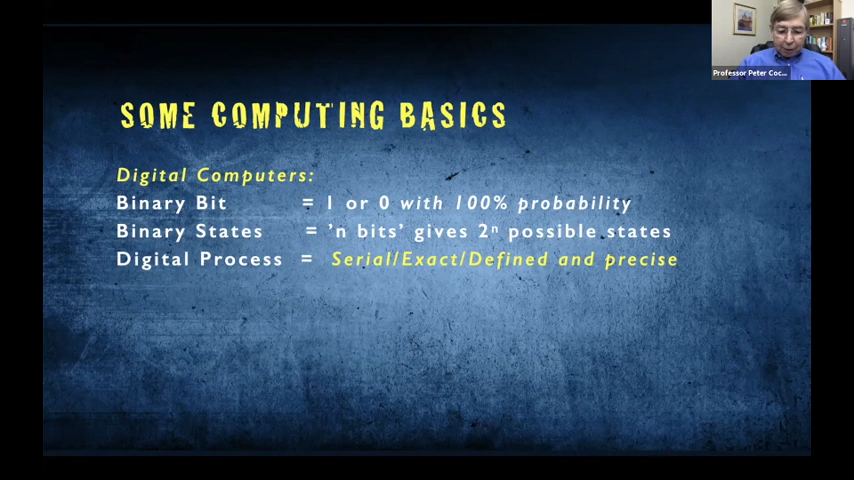 SOME COMPUTING BASICS
Digital Computers:
Binary Bit = 1 or 0 with 100% probability
Binary States = ’n bits’ gives 2ⁿ possible states
Digital Process = Serial/Exact/Defined and precise
Professor Peter Coc...